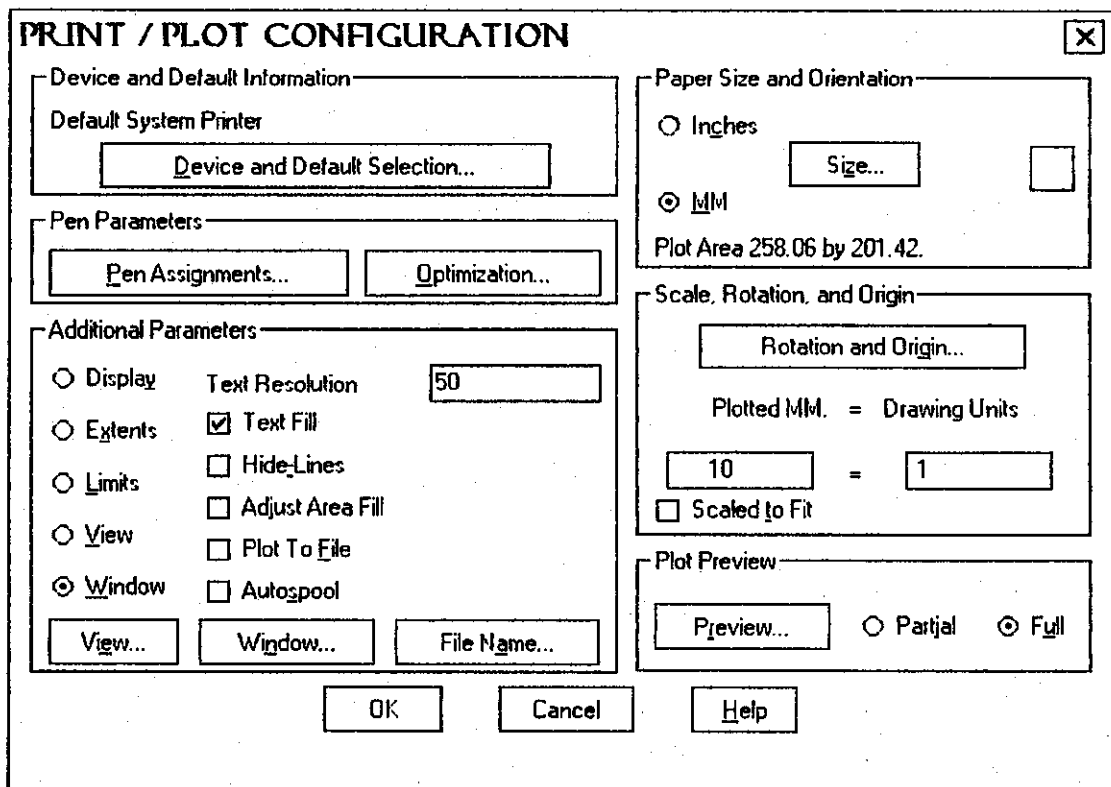 PRINT / PLOT CONFIGURATION
Device and Default Information
Default System Printer
Device and Default Selection...
Pen Parameters
Pen Assignments...
Optimization...
Additional Parameters
Display
Extents
Limits
View
Window
Text Resolution
50
Text Fill
Hide-Lines
Adjust Area Fill
Plot To File
Autospool
View...
Window...
File Name...
Paper Size and Orientation
Inches
Size...
MM
Plot Area 258.06 by 201.42.
Scale, Rotation, and Origin
Rotation and Origin...
Plotted MM. = Drawing Units
10 = 1
Scaled to Fit
Plot Preview
Preview...
Partial
Full
OK
Cancel
Help